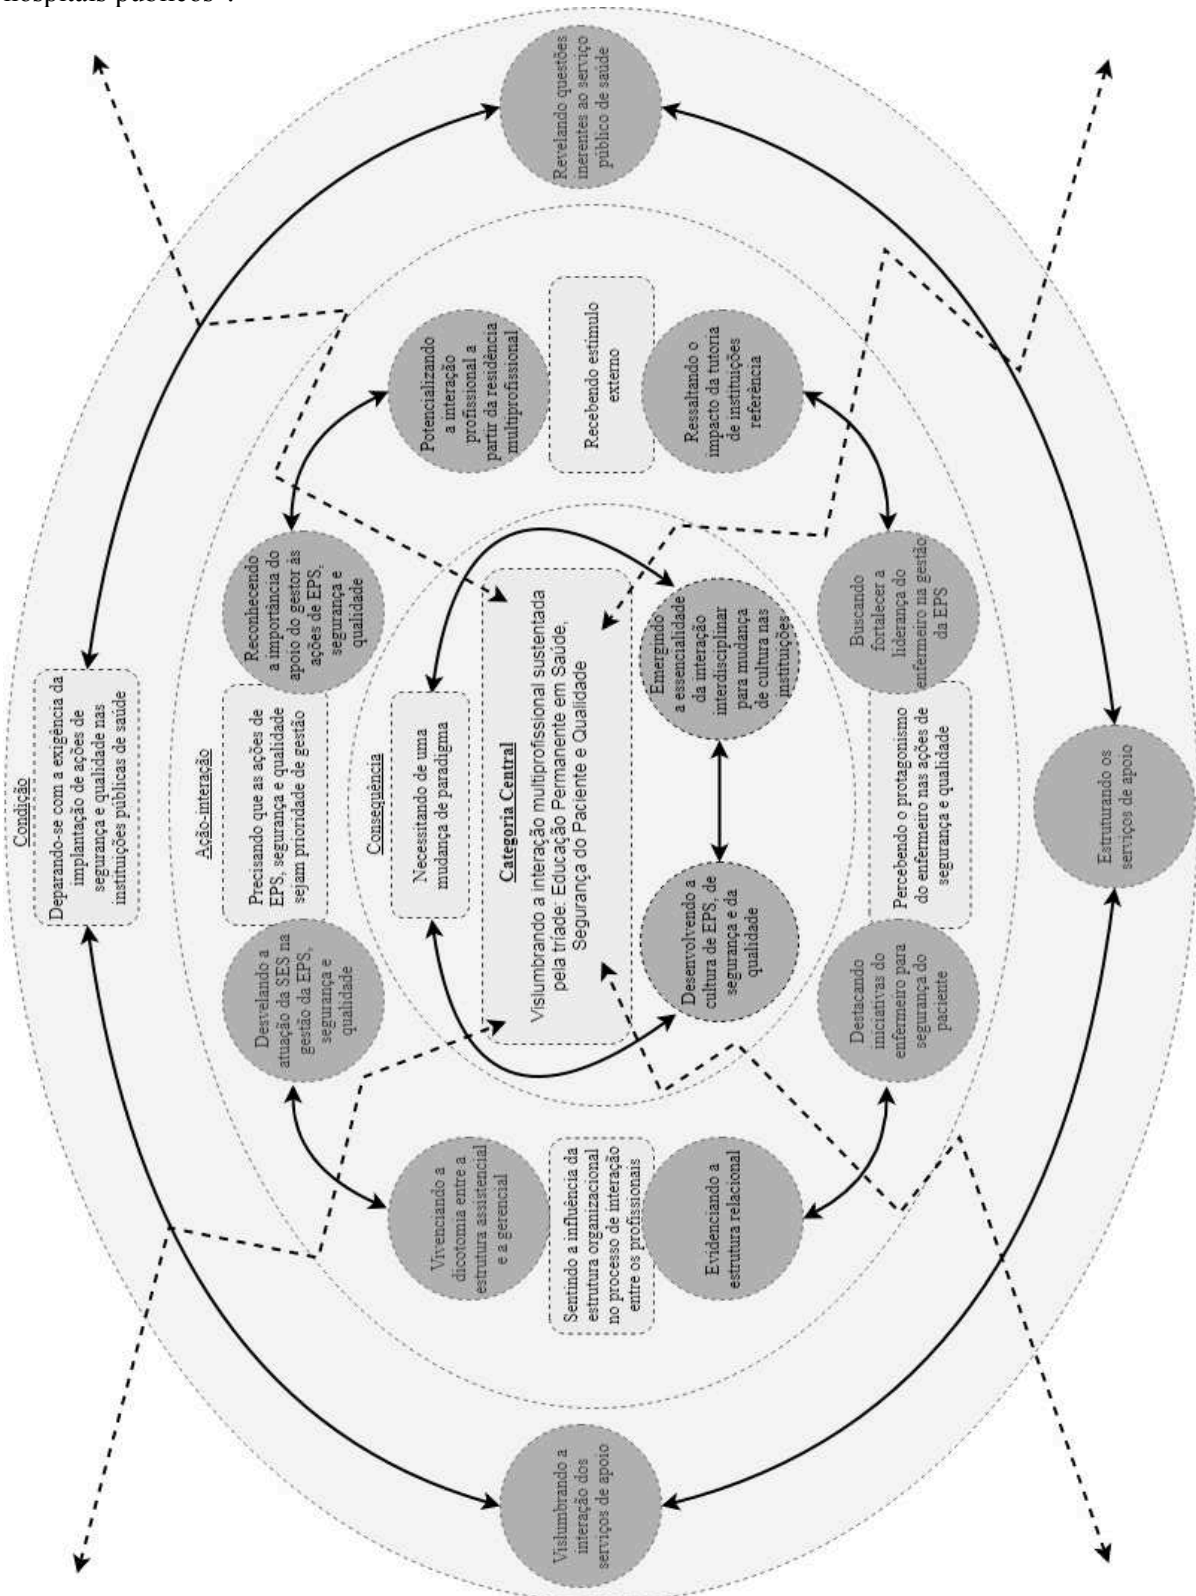 hospitais públicos".
Condição
Deparando-se com a exigência da
implantação de ações de
segurança e qualidade nas
instituições públicas de saúde
Vislumbrando a
interação dos
serviços de apoio
Revelando questões
inerentes ao serviço
público de saúde
Estruturando os
serviços de apoio
Ação-interação
Precisando que as ações de
EPS, segurança e qualidade
sejam prioridade de gestão
Desvelando a
atuação da SES na
gestão da EPS,
segurança e
qualidade
Reconhecendo
a importância do
apoio do gestor às
ações de EPS,
segurança e
qualidade
Vivenciando a
dicotomia entre a
estrutura assistencial
e a gerencial
Sentindo a influência da
estrutura organizacional
no processo de interação
entre os profissionais
Evidenciando a
estrutura relacional
Potencializando
a interação
profissional a
partir da residência
multiprofissional
Recebendo estímulo
externo
Ressaltando o
impacto da tutoria
de instituições
referência
Destacando
iniciativas do
enfermeiro para
segurança do
paciente
Percebendo o protagonismo
do enfermeiro nas ações de
segurança e qualidade
Buscando
fortalecer a
liderança do
enfermeiro na gestão
da EPS
Consequência
Necessitando de uma
mudança de paradigma
Categoria Central
Vislumbrando a interação multiprofissional sustentada
pela tríade: Educação Permanente em Saúde,
Segurança do Paciente e Qualidade
Desenvolvendo a
cultura de EPS, de
segurança e da
qualidade
Emergindo
a essencialidade
da interação
interdisciplinar
para mudança
de cultura nas
instituições